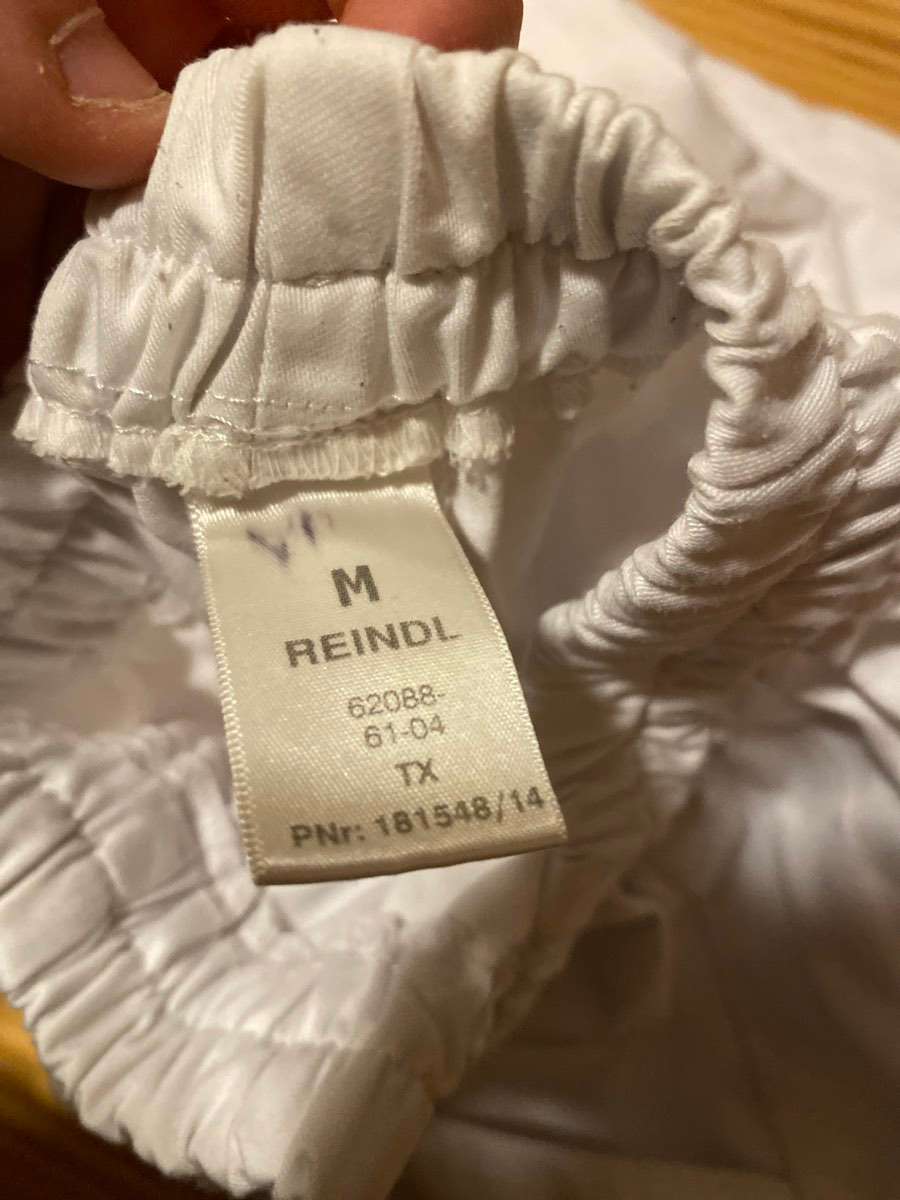 M
REINDL
62088-
61-04
TX
PNr: 181548/14